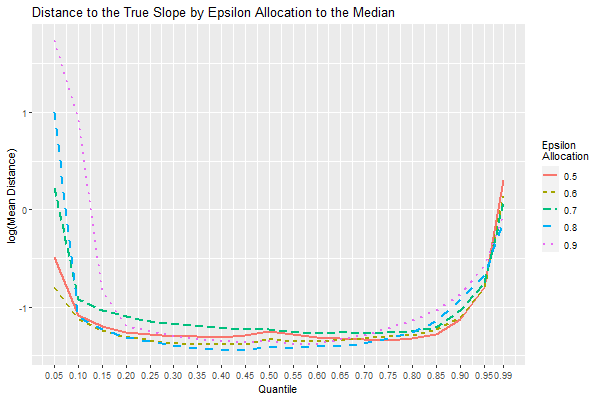 Distance to the True Slope by Epsilon Allocation to the Median
log(Mean Distance)
1
0
-1
0.05 0.10 0.15 0.20 0.25 0.30 0.35 0.40 0.45 0.50 0.55 0.60 0.65 0.70 0.75 0.80 0.85 0.90 0.95 0.99
Quantile
Epsilon
Allocation
0.5
0.6
0.7
0.8
0.9